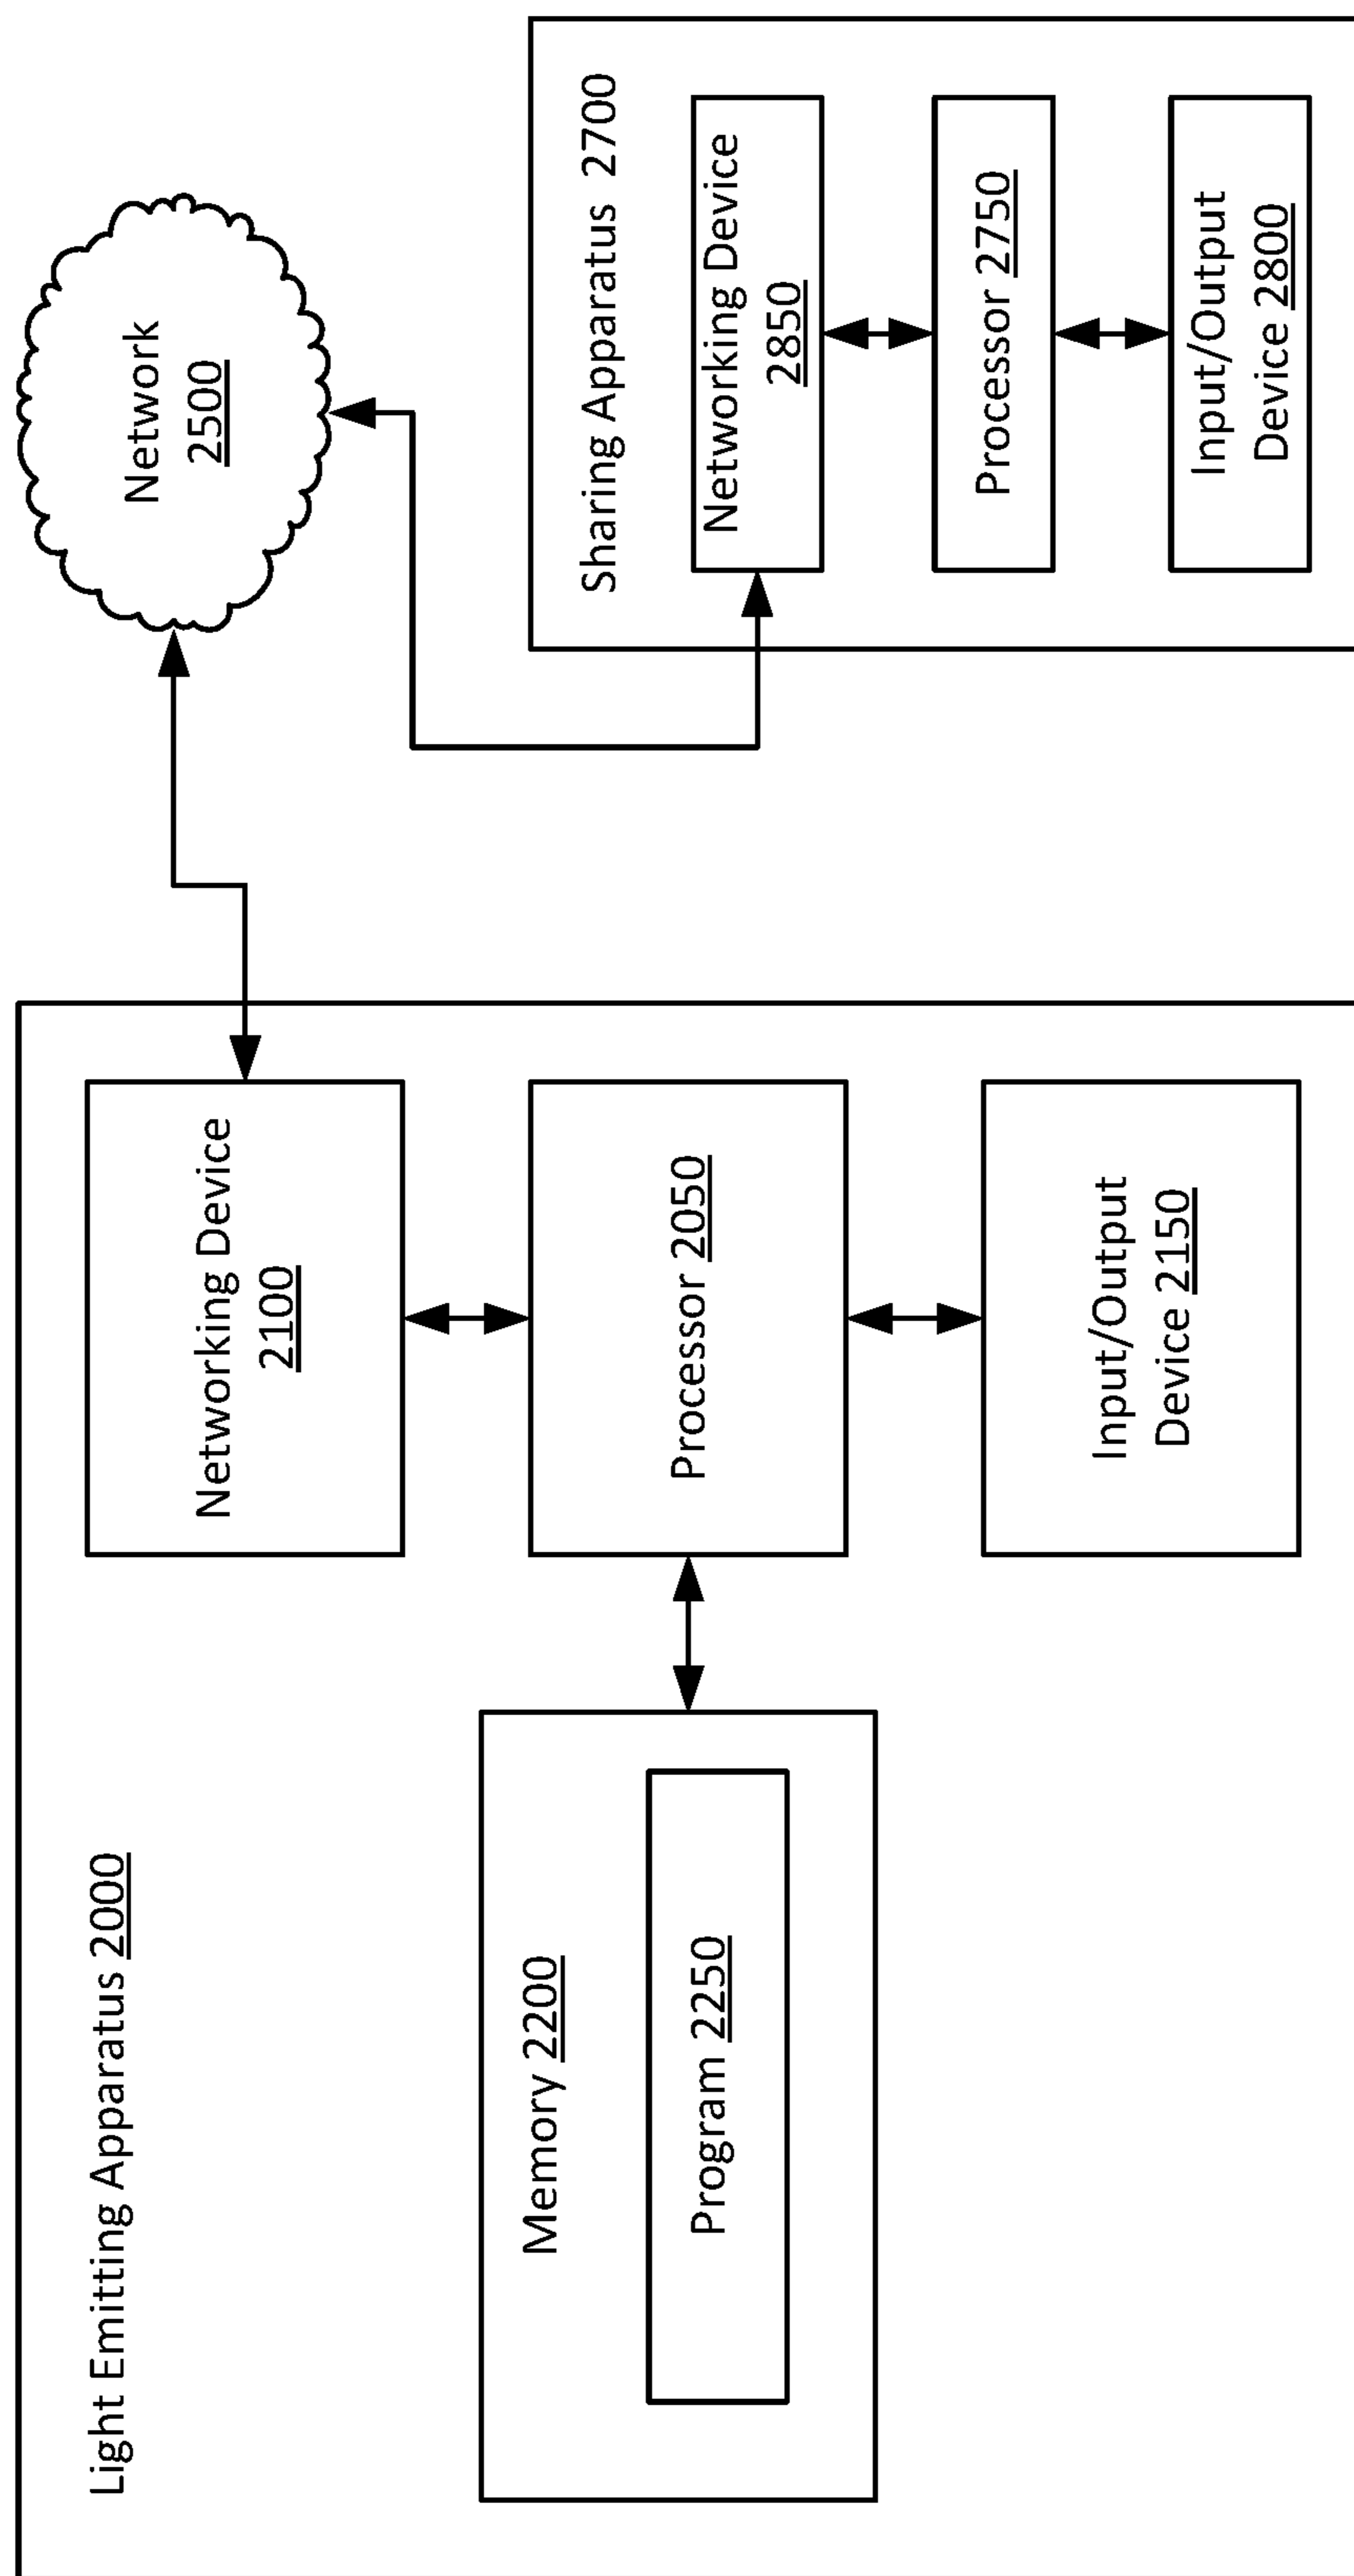 Light Emitting Apparatus 2000
Memory 2200
Program 2250
Networking Device
2100
Processor 2050
Input/Output
Device 2150
Network
2500
Sharing Apparatus 2700
Networking Device
2850
Processor 2750
Input/Output
Device 2800